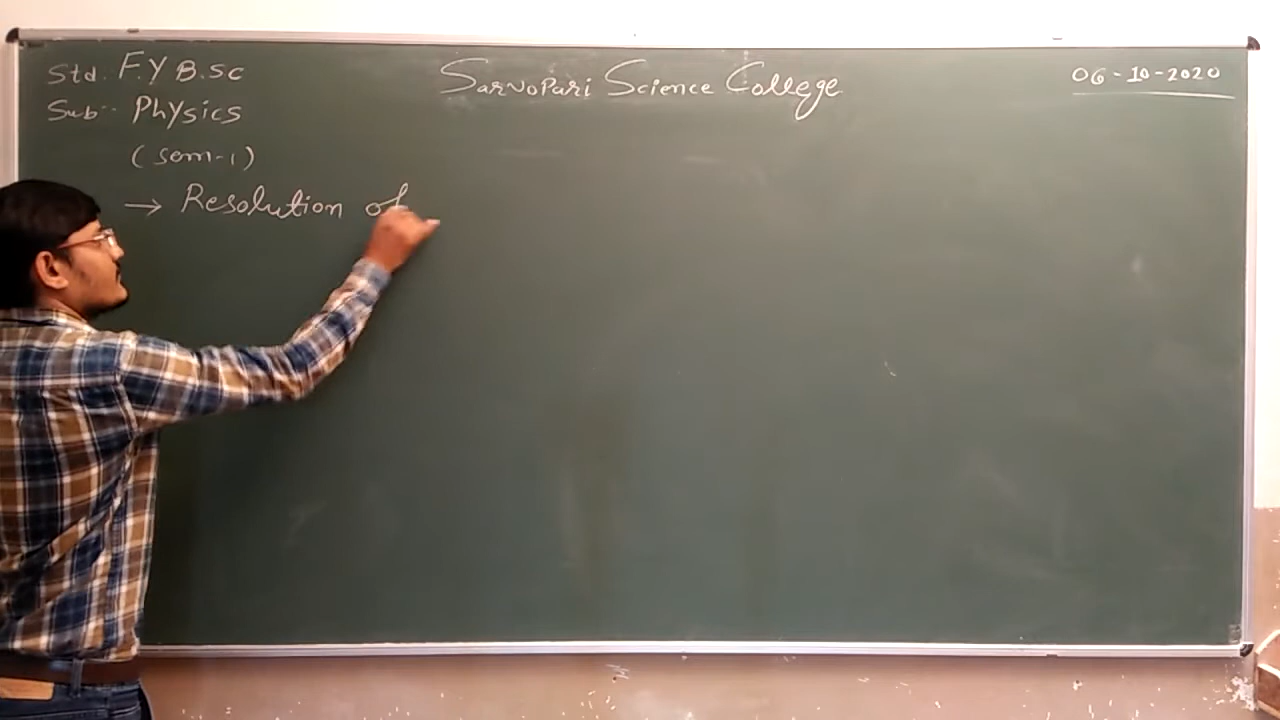 Std. F.Y B.Sc
Sub:- Physics
(Sem-1)
Sarvopari Science College
06-10-2020
→ Resolution of